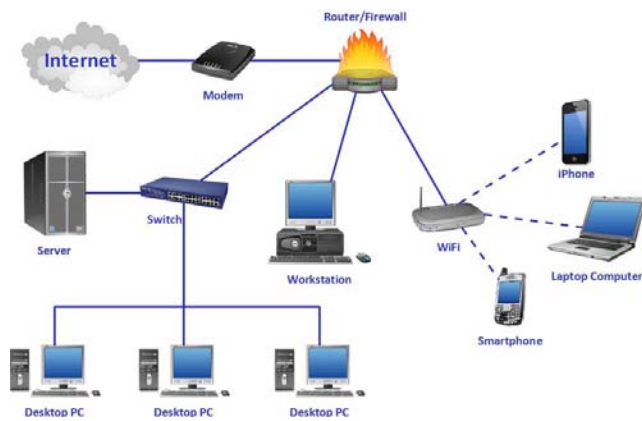 Router/Firewall
Internet
Modem
iPhone
Switch
Server
WiFi
Workstation
Laptop Computer
Smartphone
Desktop PC
Desktop PC
Desktop PC